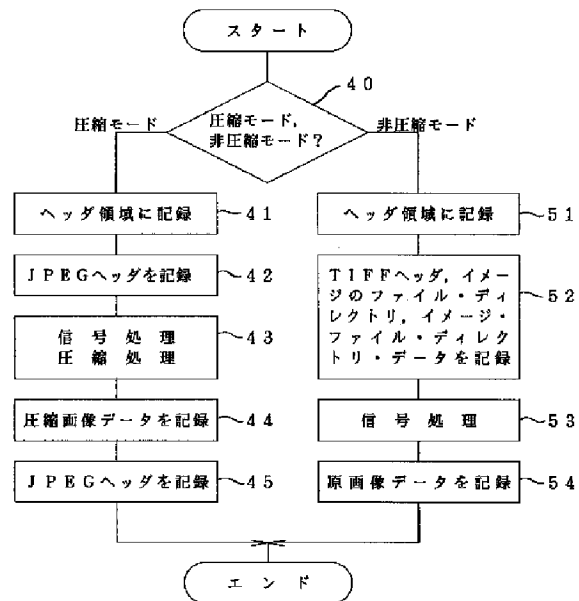 スタート
40
圧縮モード
圧縮モード,
非圧縮モード?
非圧縮モード
ヘッダ領域に記録
41
JPEGヘッダを記録
42
信号処理
圧縮処理
43
圧縮画像データを記録
44
JPEGヘッダを記録
45
ヘッダ領域に記録
51
TIFFヘッダ,イメー
ジのファイル・ディ
レクトリ,イメージ・
ファイル・ディレク
トリ・データを記録
52
信号処理
53
原画像データを記録
54
エンド